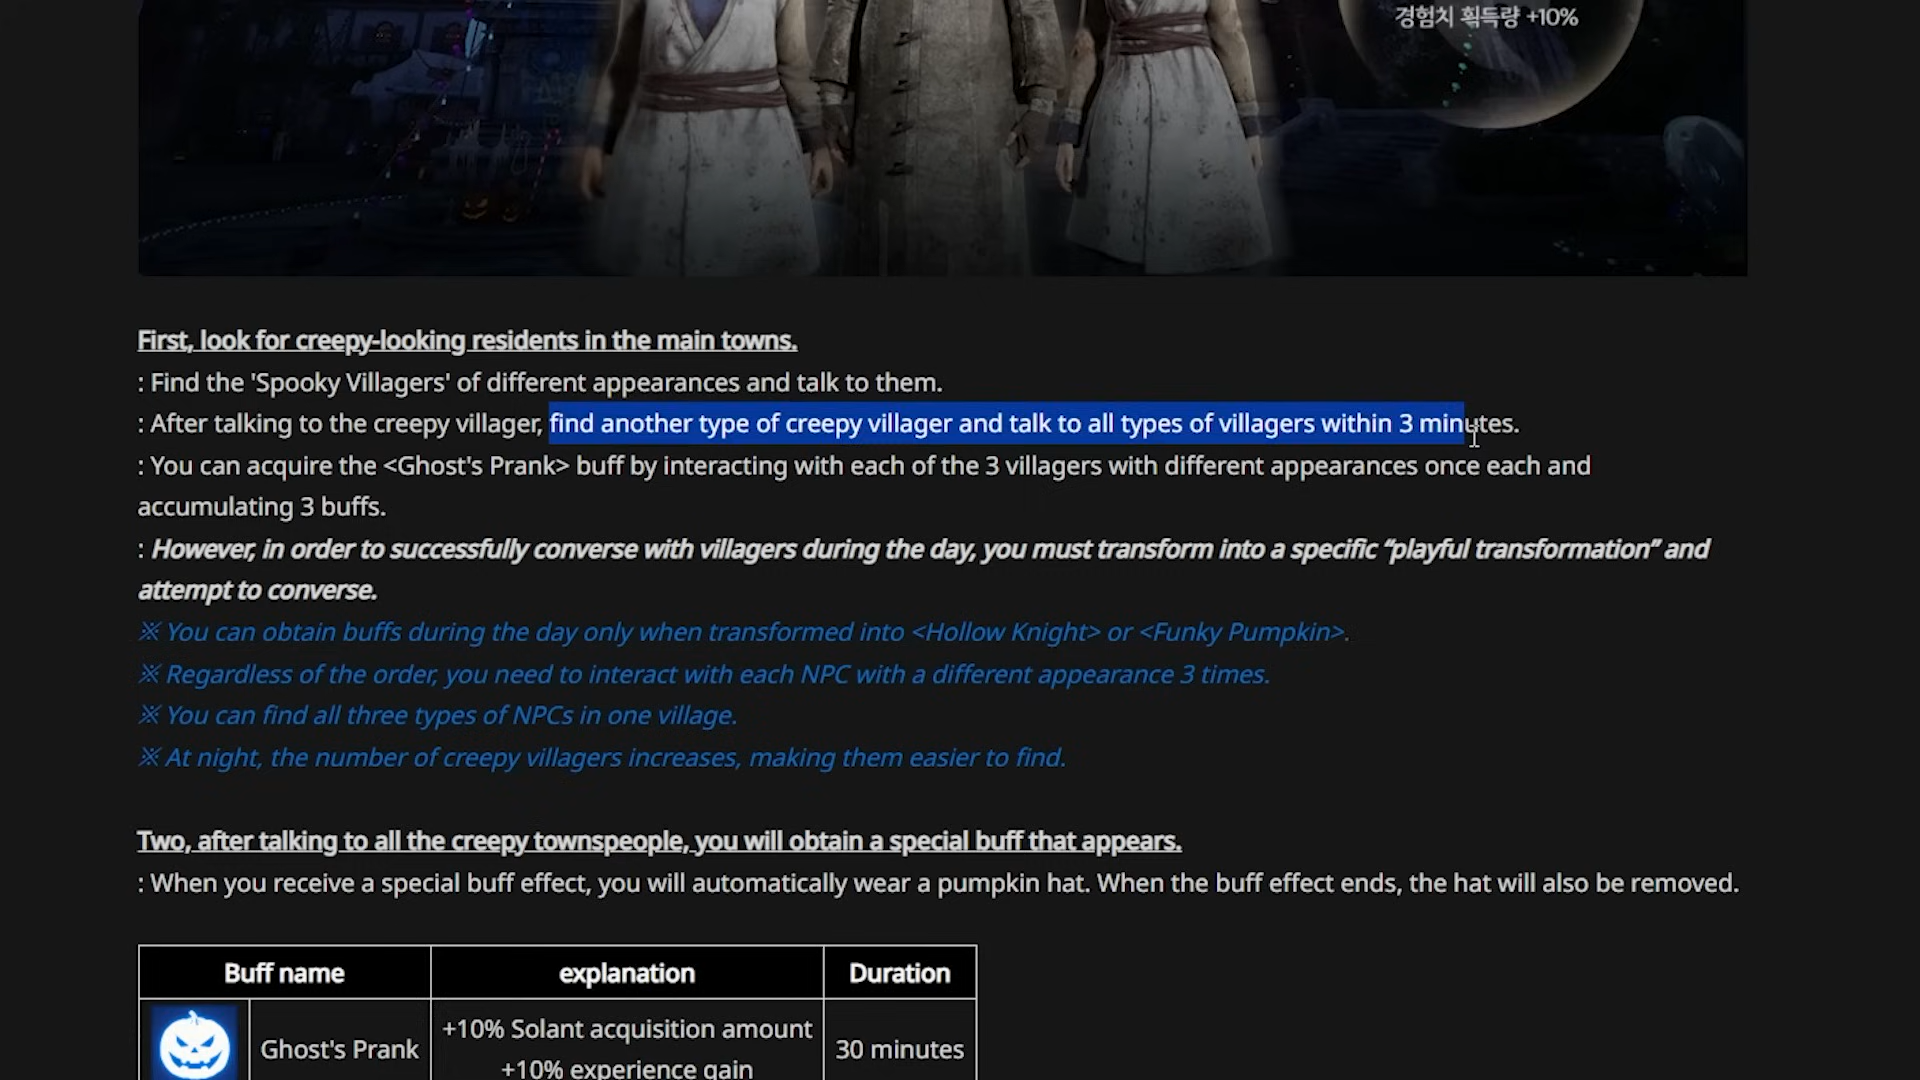 경험치 획득량 +10%
First, look for creepy-looking residents in the main towns.
: Find the 'Spooky Villagers' of different appearances and talk to them.
: After talking to the creepy villager, find another type of creepy villager and talk to all types of villagers within 3 minutes.
: You can acquire the <Ghost's Prank> buff by interacting with each of the 3 villagers with different appearances once each and
accumulating 3 buffs.
: However, in order to successfully converse with villagers during the day, you must transform into a specific “playful transformation” and
attempt to converse.
※ You can obtain buffs during the day only when transformed into <Hollow Knight> or <Funky Pumpkin>.
※ Regardless of the order, you need to interact with each NPC with a different appearance 3 times.
※ You can find all three types of NPCs in one village.
※ At night, the number of creepy villagers increases, making them easier to find.
Two, after talking to all the creepy townspeople, you will obtain a special buff that appears.
: When you receive a special buff effect, you will automatically wear a pumpkin hat. When the buff effect ends, the hat will also be removed.
Buff name explanation Duration
+10% Solant acquisition amount
Ghost's Prank 30 minutes
+10% experience gain